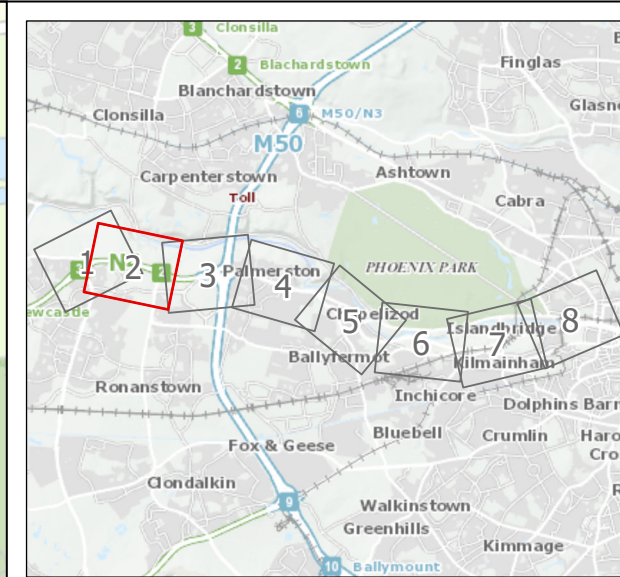 3 Clonsilla
Finglas
2 Blachardstown
Blanchardstown
Clonsilla
6 M50/N3
M50
Carpenterstown
Ashtown
Toll
Cabra
1
N
2
3
2
3
Palmerston
4
PHOENIX PARK
5
Chapelizod
6
Islandbridge
7
8
Kilmainham
Ballyfermot
Ronanstown
Inchicore
Dolphins Barn
Bluebell
Crumlin
Fox & Geese
Clondalkin
9
Walkinstown
Greenhills
Kimmage
10 Ballymount